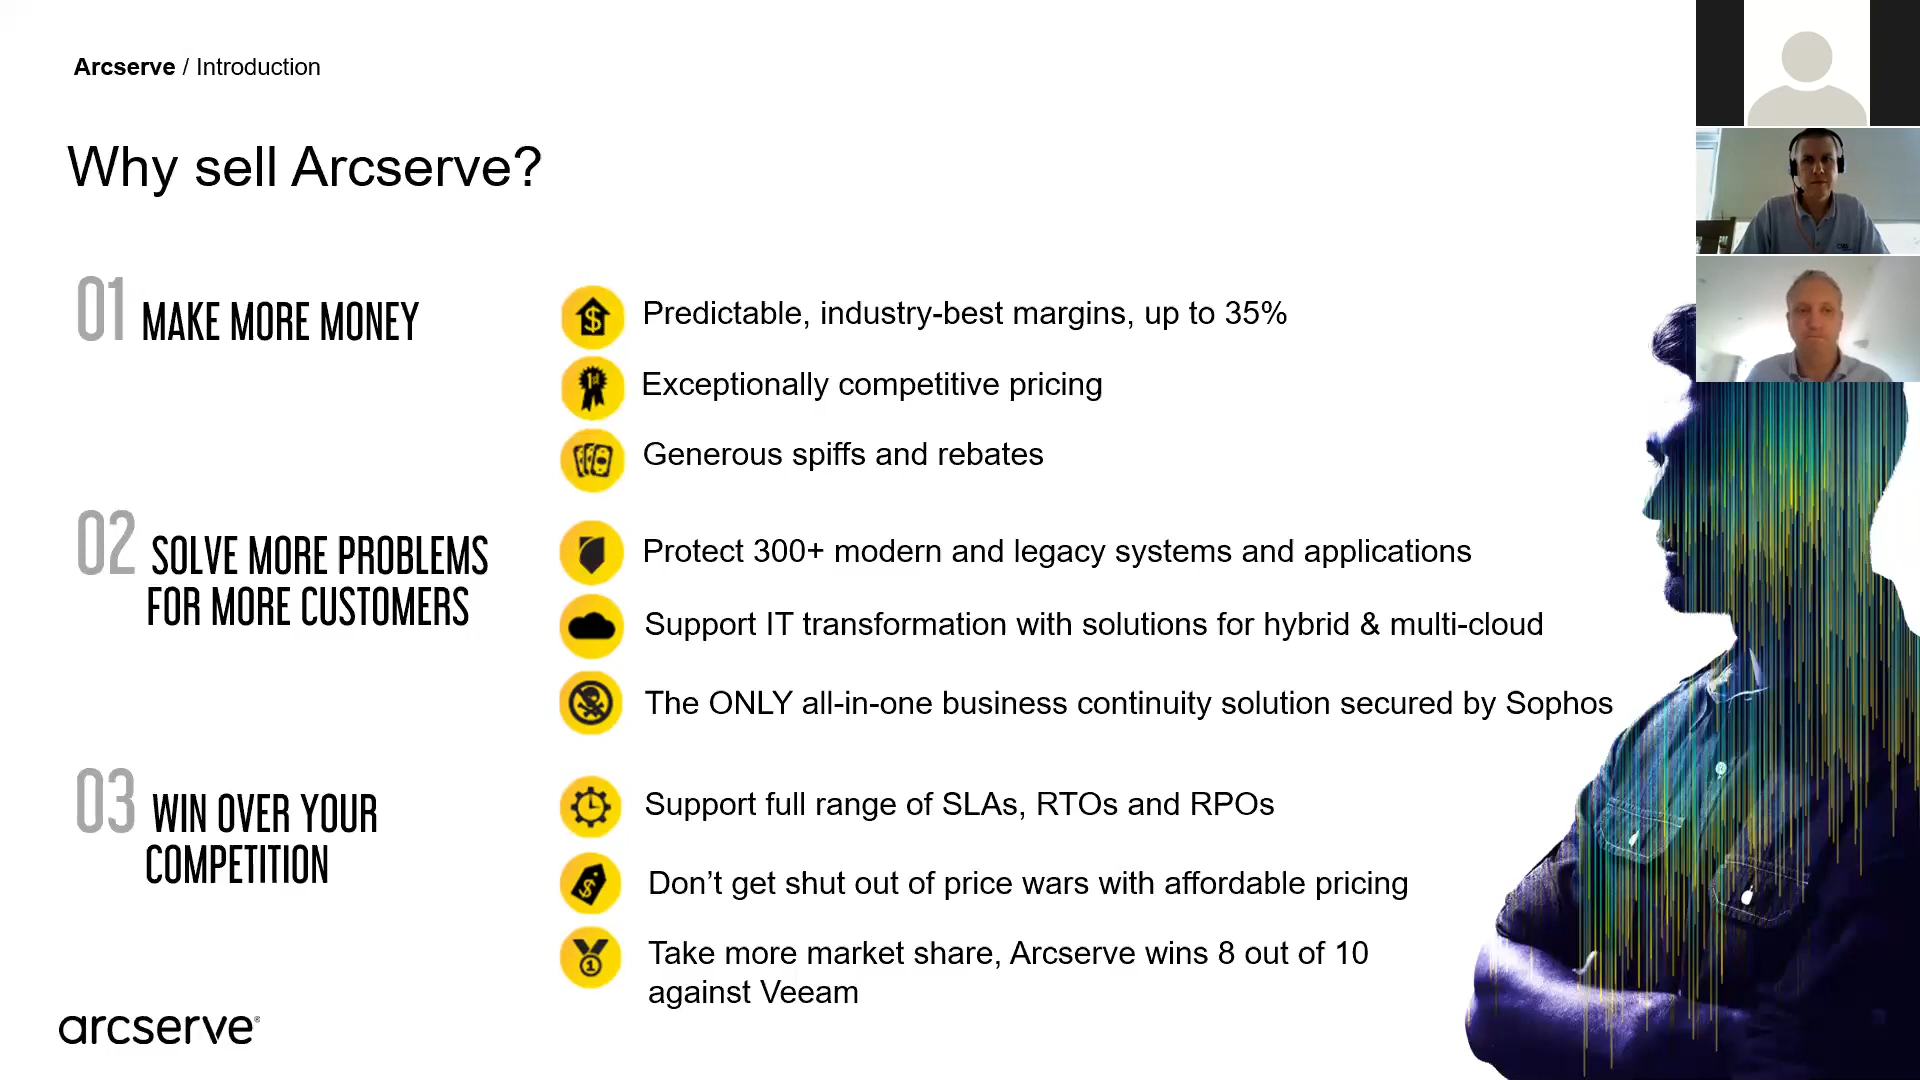 Arcserve / Introduction
Why sell Arcserve?
01 MAKE MORE MONEY
Predictable, industry-best margins, up to 35%
Exceptionally competitive pricing
Generous spiffs and rebates
02 SOLVE MORE PROBLEMS
FOR MORE CUSTOMERS
Protect 300+ modern and legacy systems and applications
Support IT transformation with solutions for hybrid & multi-cloud
The ONLY all-in-one business continuity solution secured by Sophos
03 WIN OVER YOUR
COMPETITION
Support full range of SLAs, RTOs and RPOs
Don’t get shut out of price wars with affordable pricing
Take more market share, Arcserve wins 8 out of 10
against Veeam
arcserve®